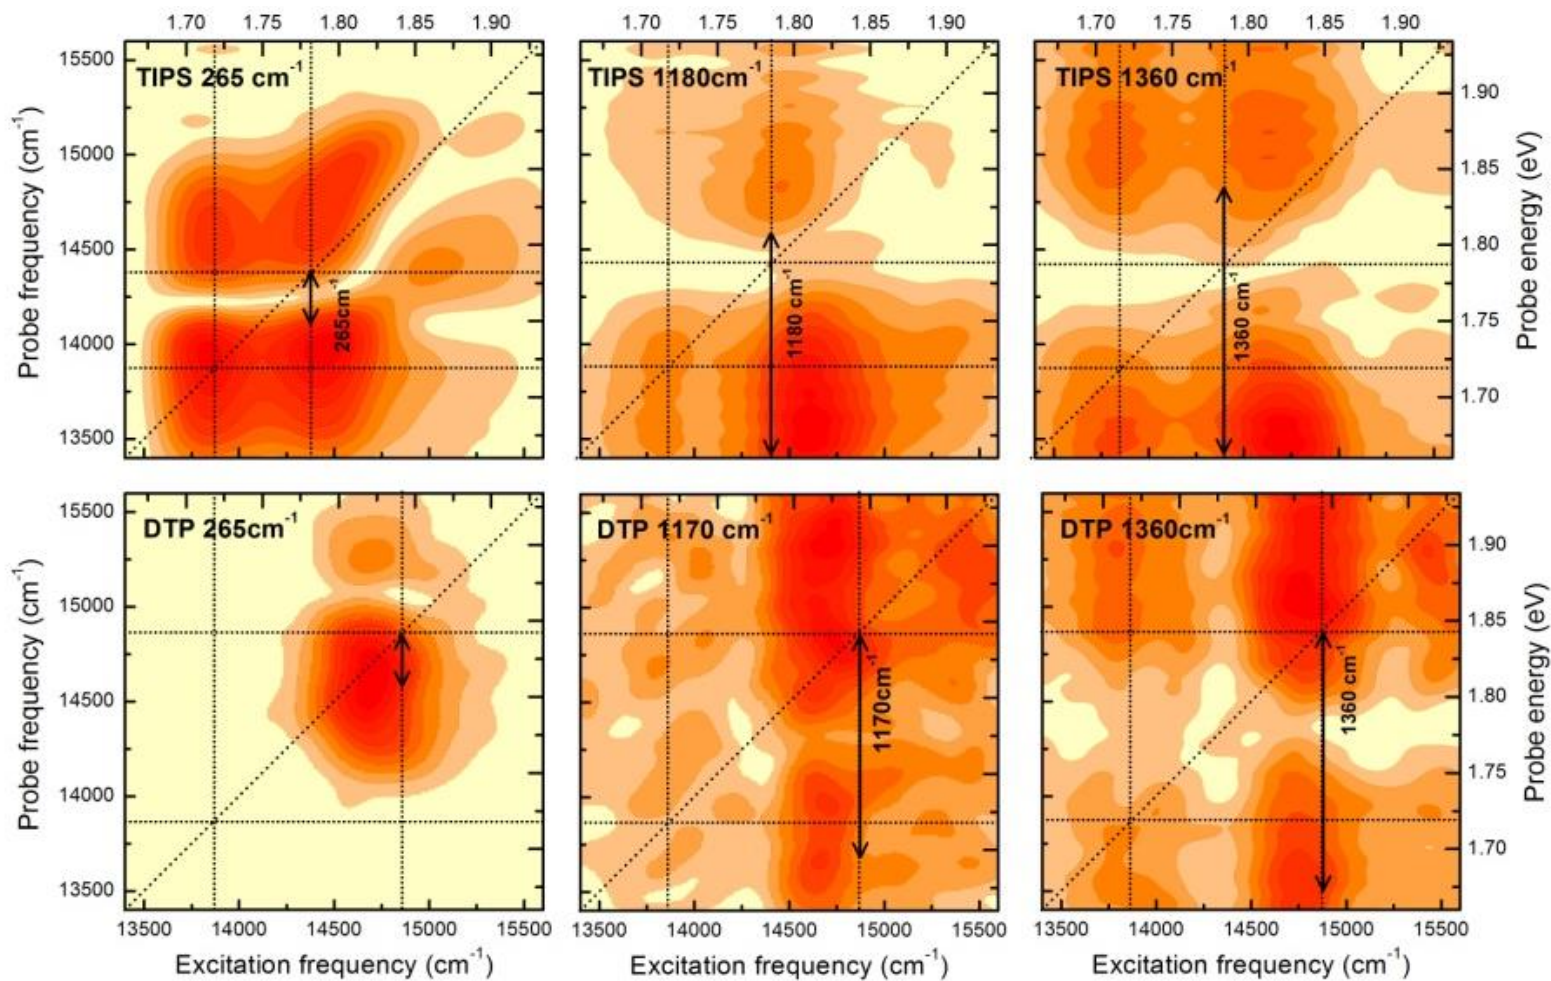 1.70 1.75 1.80 1.85 1.90 1.70 1.75 1.80 1.85 1.90 1.70 1.75 1.80 1.85 1.90
TIPS 265 cm⁻¹
TIPS 1180cm⁻¹
TIPS 1360 cm⁻¹
Probe frequency (cm⁻¹)
15500
15000
14500
14000
13500
265cm⁻¹
1180 cm⁻¹
1360 cm⁻¹
1.90
1.85
1.80
1.75
1.70
Probe energy (eV)
DTP 265cm⁻¹
DTP 1170 cm⁻¹
DTP 1360cm⁻¹
Probe frequency (cm⁻¹)
15500
15000
14500
14000
13500
1170cm⁻¹
1360 cm⁻¹
1.90
1.85
1.80
1.75
1.70
Probe energy (eV)
13500 14000 14500 15000 15500 13500 14000 14500 15000 15500 13500 14000 14500 15000 15500
Excitation frequency (cm⁻¹) Excitation frequency (cm⁻¹) Excitation frequency (cm⁻¹)